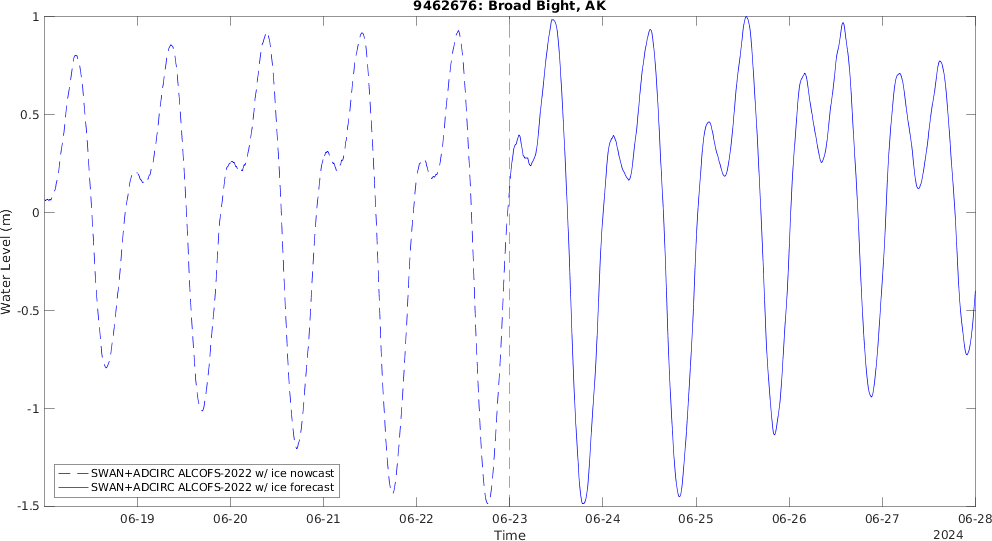 9462676: Broad Bight, AK
1
0.5
0
-0.5
-1
-1.5
Water Level (m)
SWAN+ADCIRC ALCOFS-2022 w/ ice nowcast
SWAN+ADCIRC ALCOFS-2022 w/ ice forecast
06-19 06-20 06-21 06-22 06-23 06-24 06-25 06-26 06-27 06-28
Time
2024